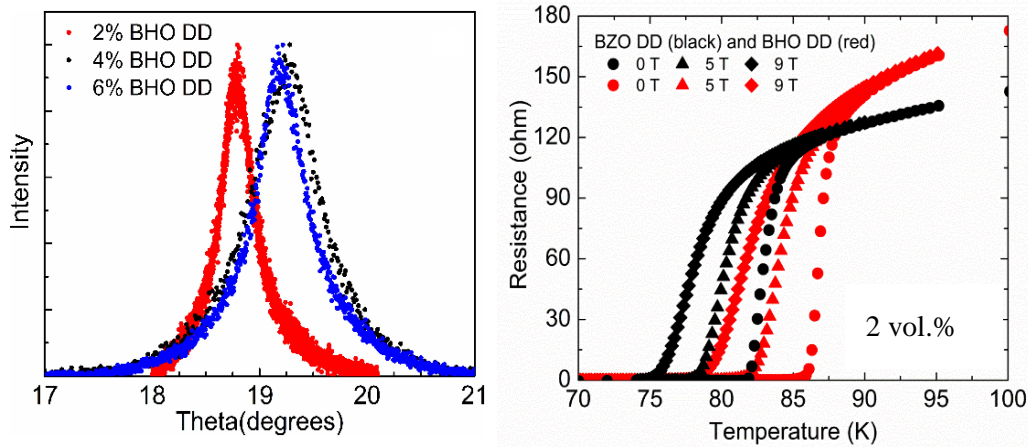 2% BHO DD
4% BHO DD
6% BHO DD
Intensity
17 18 19 20 21
Theta(degrees)
180
150
120
90
60
30
0
Resistance (ohm)
BZO DD (black) and BHO DD (red)
0 T 5 T 9 T
0 T 5 T 9 T
2 vol.%
70 75 80 85 90 95 100
Temperature (K)